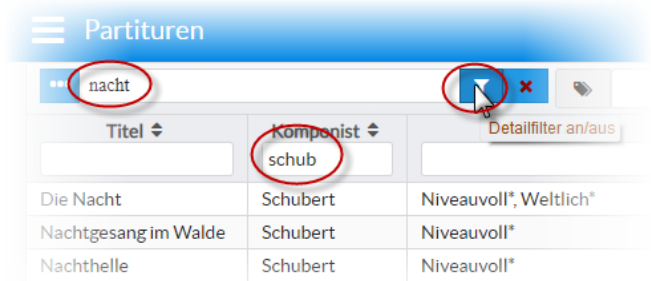 Partituren
nacht
Titel Komponist Detailfilter an/aus
schub
Die Nacht Schubert Niveauvoll*, Weltlich*
Nachtgesang im Walde Schubert Niveauvoll*
Nachthelle Schubert Niveauvoll*